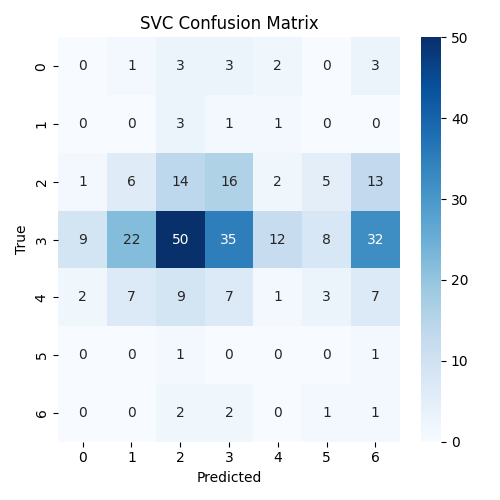 SVC Confusion Matrix
0 0 1 3 3 2 0 3
1 0 0 3 1 1 0 0
2 1 6 14 16 2 5 13
3 9 22 50 35 12 8 32
4 2 7 9 7 1 3 7
5 0 0 1 0 0 0 1
6 0 0 2 2 0 1 1
0 1 2 3 4 5 6
Predicted
True
50
40
30
20
10
0